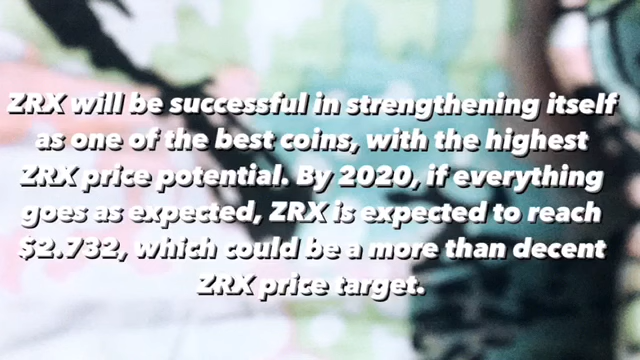 ZRX will be successful in strengthening itself
as one of the best coins, with the highest
ZRX price potential. By 2020, if everything
goes as expected, ZRX is expected to reach
$2.732, which could be a more than decent
ZRX price target.